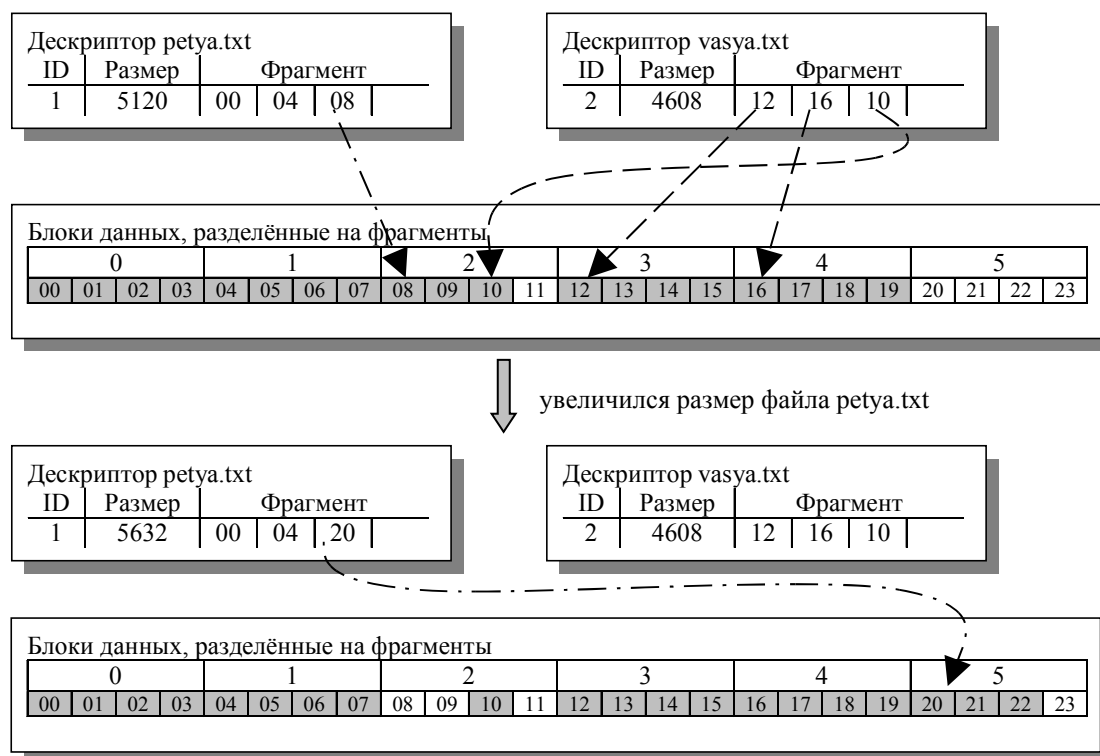 Дескриптор petya.txt
ID Размер Фрагмент
1 5120 00 04 08
Дескриптор vasya.txt
ID Размер Фрагмент
2 4608 12 16 10
Блоки данных, разделённые на фрагменты
0 1 2 3 4 5
00 01 02 03 04 05 06 07 08 09 10 11 12 13 14 15 16 17 18 19 20 21 22 23
увеличился размер файла petya.txt
Дескриптор petya.txt
ID Размер Фрагмент
1 5632 00 04 20
Дескриптор vasya.txt
ID Размер Фрагмент
2 4608 12 16 10
Блоки данных, разделённые на фрагменты
0 1 2 3 4 5
00 01 02 03 04 05 06 07 08 09 10 11 12 13 14 15 16 17 18 19 20 21 22 23